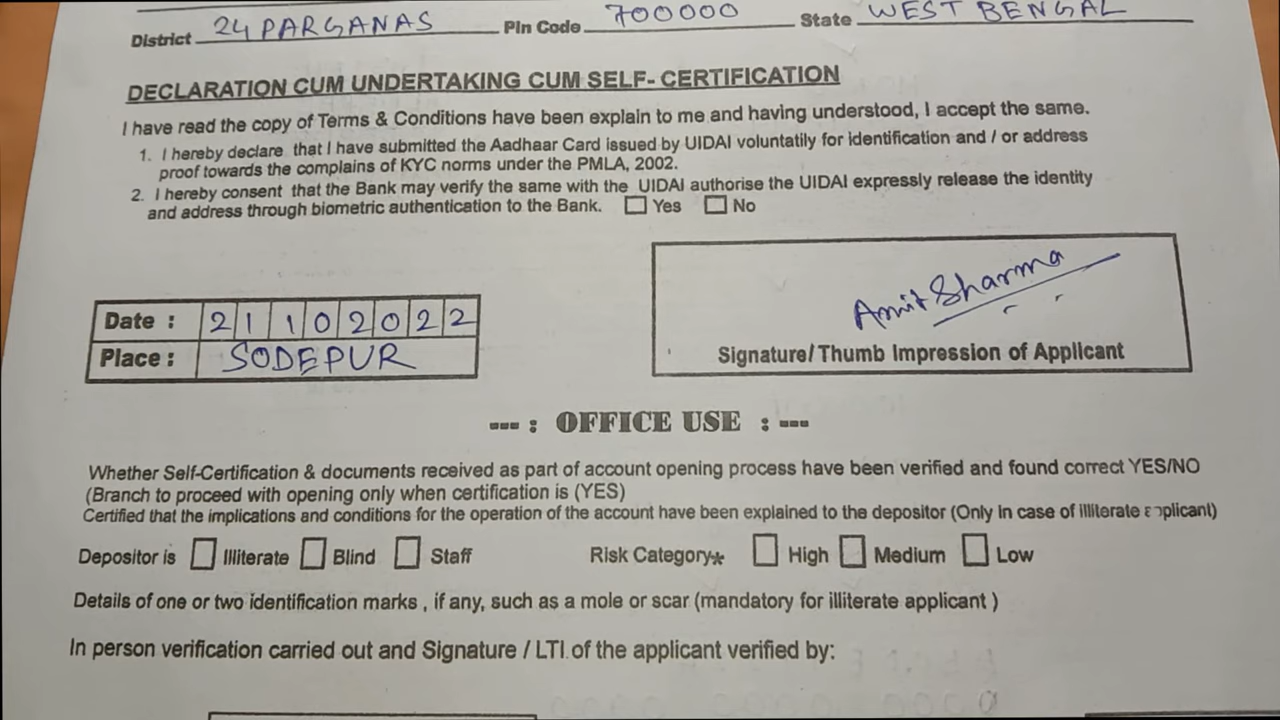 District 24 PARGANAS Pin Code 700000 State WEST BENGAL
DECLARATION CUM UNDERTAKING CUM SELF- CERTIFICATION
I have read the copy of Terms & Conditions have been explain to me and having understood, I accept the same.
1. I hereby declare that I have submitted the Aadhaar Card issued by UIDAI voluntatily for identification and / or address
proof towards the complains of KYC norms under the PMLA, 2002.
2. I hereby consent that the Bank may verify the same with the UIDAI authorise the UIDAI expressly release the identity
and address through biometric authentication to the Bank. Yes No
Date : 21102022
Place : SODEPUR
Amit Sharma
Signature/ Thumb Impression of Applicant
---- : OFFICE USE : ----
Whether Self-Certification & documents received as part of account opening process have been verified and found correct YES/NO
(Branch to proceed with opening only when certification is (YES)
Certified that the implications and conditions for the operation of the account have been explained to the depositor (Only in case of illiterate applicant)
Depositor is Illiterate Blind Staff Risk Category* High Medium Low
Details of one or two identification marks , if any, such as a mole or scar (mandatory for illiterate applicant )
In person verification carried out and Signature / LTI of the applicant verified by: